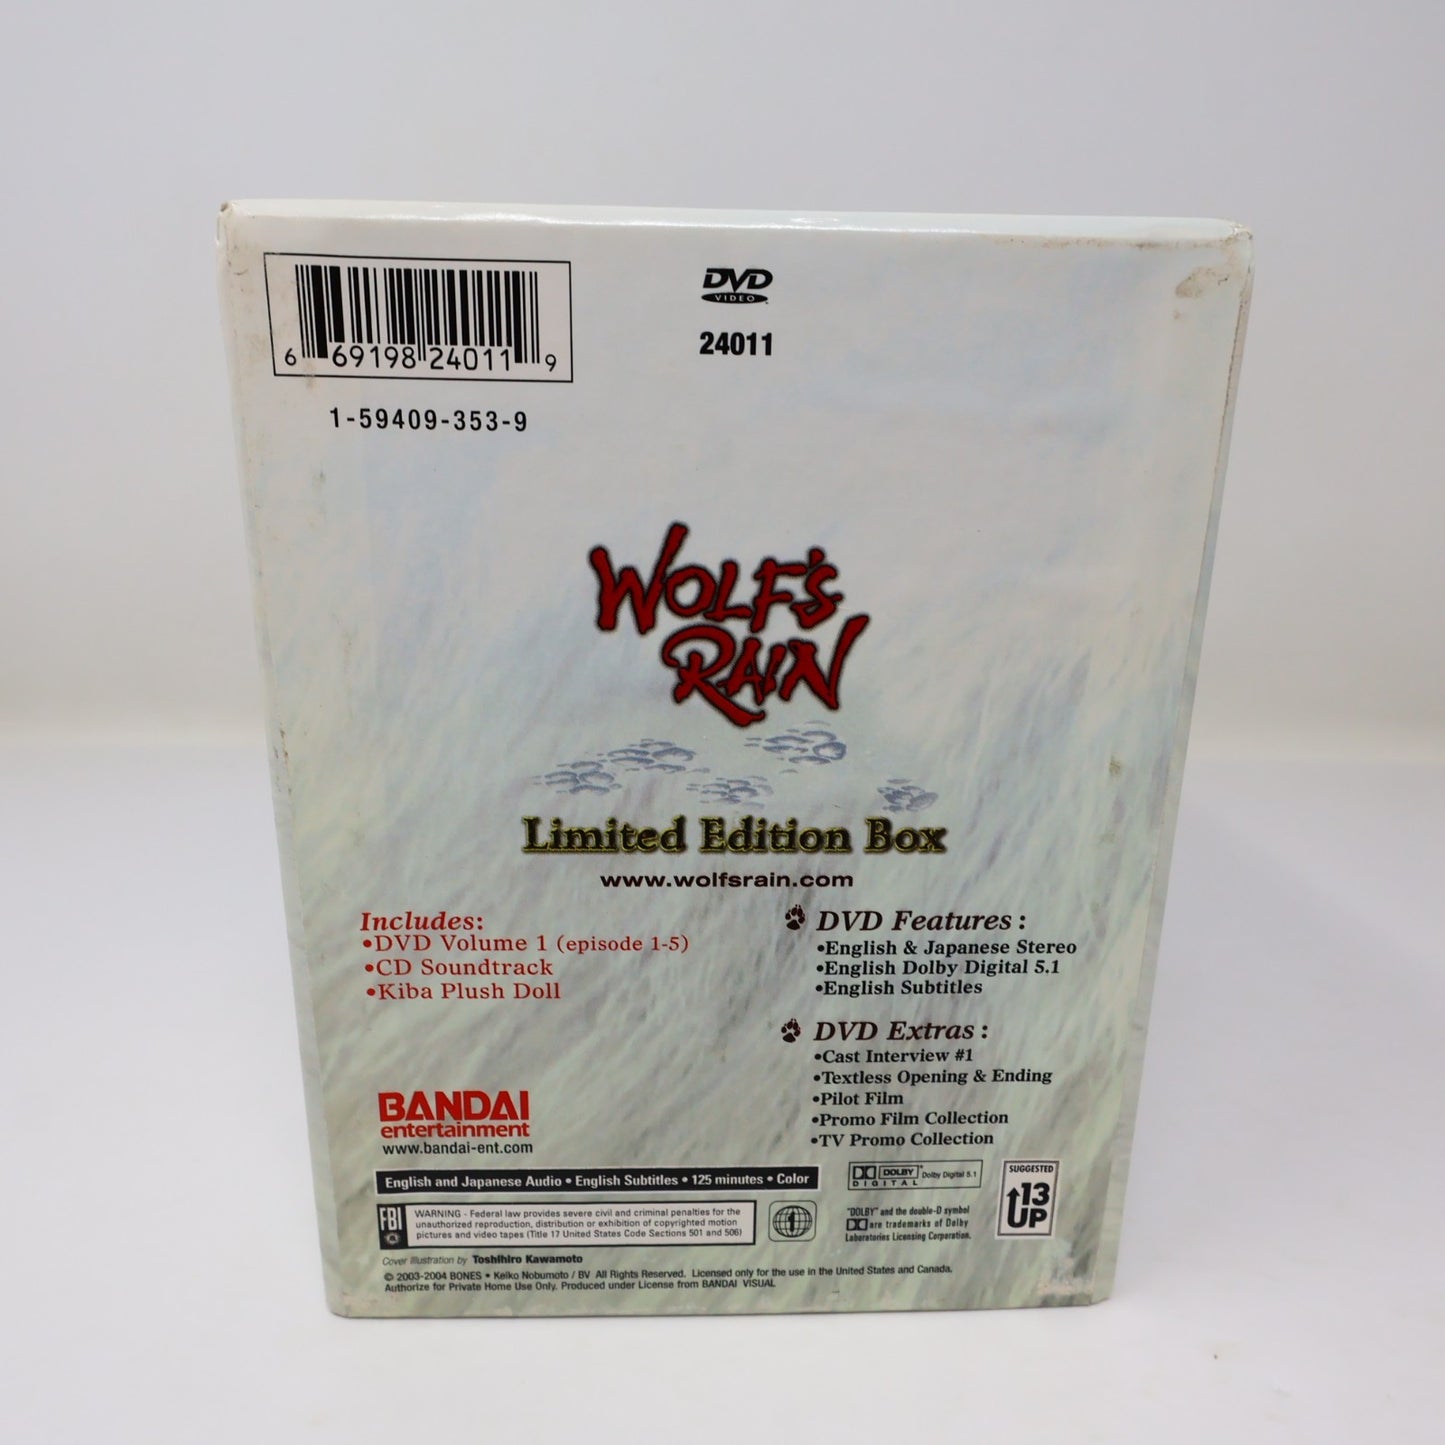 6 69198 24011 9
1-59409-353-9
DVD
VIDEO
24011
WOLF'S
RAIN
Limited Edition Box
www.wolfsrain.com
Includes:
•DVD Volume 1 (episode 1-5)
•CD Soundtrack
•Kiba Plush Doll
DVD Features :
•English & Japanese Stereo
•English Dolby Digital 5.1
•English Subtitles
DVD Extras :
•Cast Interview #1
•Textless Opening & Ending
•Pilot Film
•Promo Film Collection
•TV Promo Collection
BANDAI
entertainment
www.bandai-ent.com
English and Japanese Audio • English Subtitles • 125 minutes • Color
DOLBY Dolby Digital 5.1
DIGITAL
SUGGESTED
13
UP
FBI
WARNING - Federal law provides severe civil and criminal penalties for the
unauthorized reproduction, distribution or exhibition of copyrighted motion
pictures and video tapes (Title 17 United States Code Sections 501 and 506)
1
"DOLBY" and the double-D symbol
are trademarks of Dolby
Laboratories Licensing Corporation.
Cover illustration by Toshihiro Kawamoto
© 2003-2004 BONES • Keiko Nobumoto / BV All Rights Reserved. Licensed only for the use in the United States and Canada.
Authorize for Private Home Use Only. Produced under License from BANDAI VISUAL